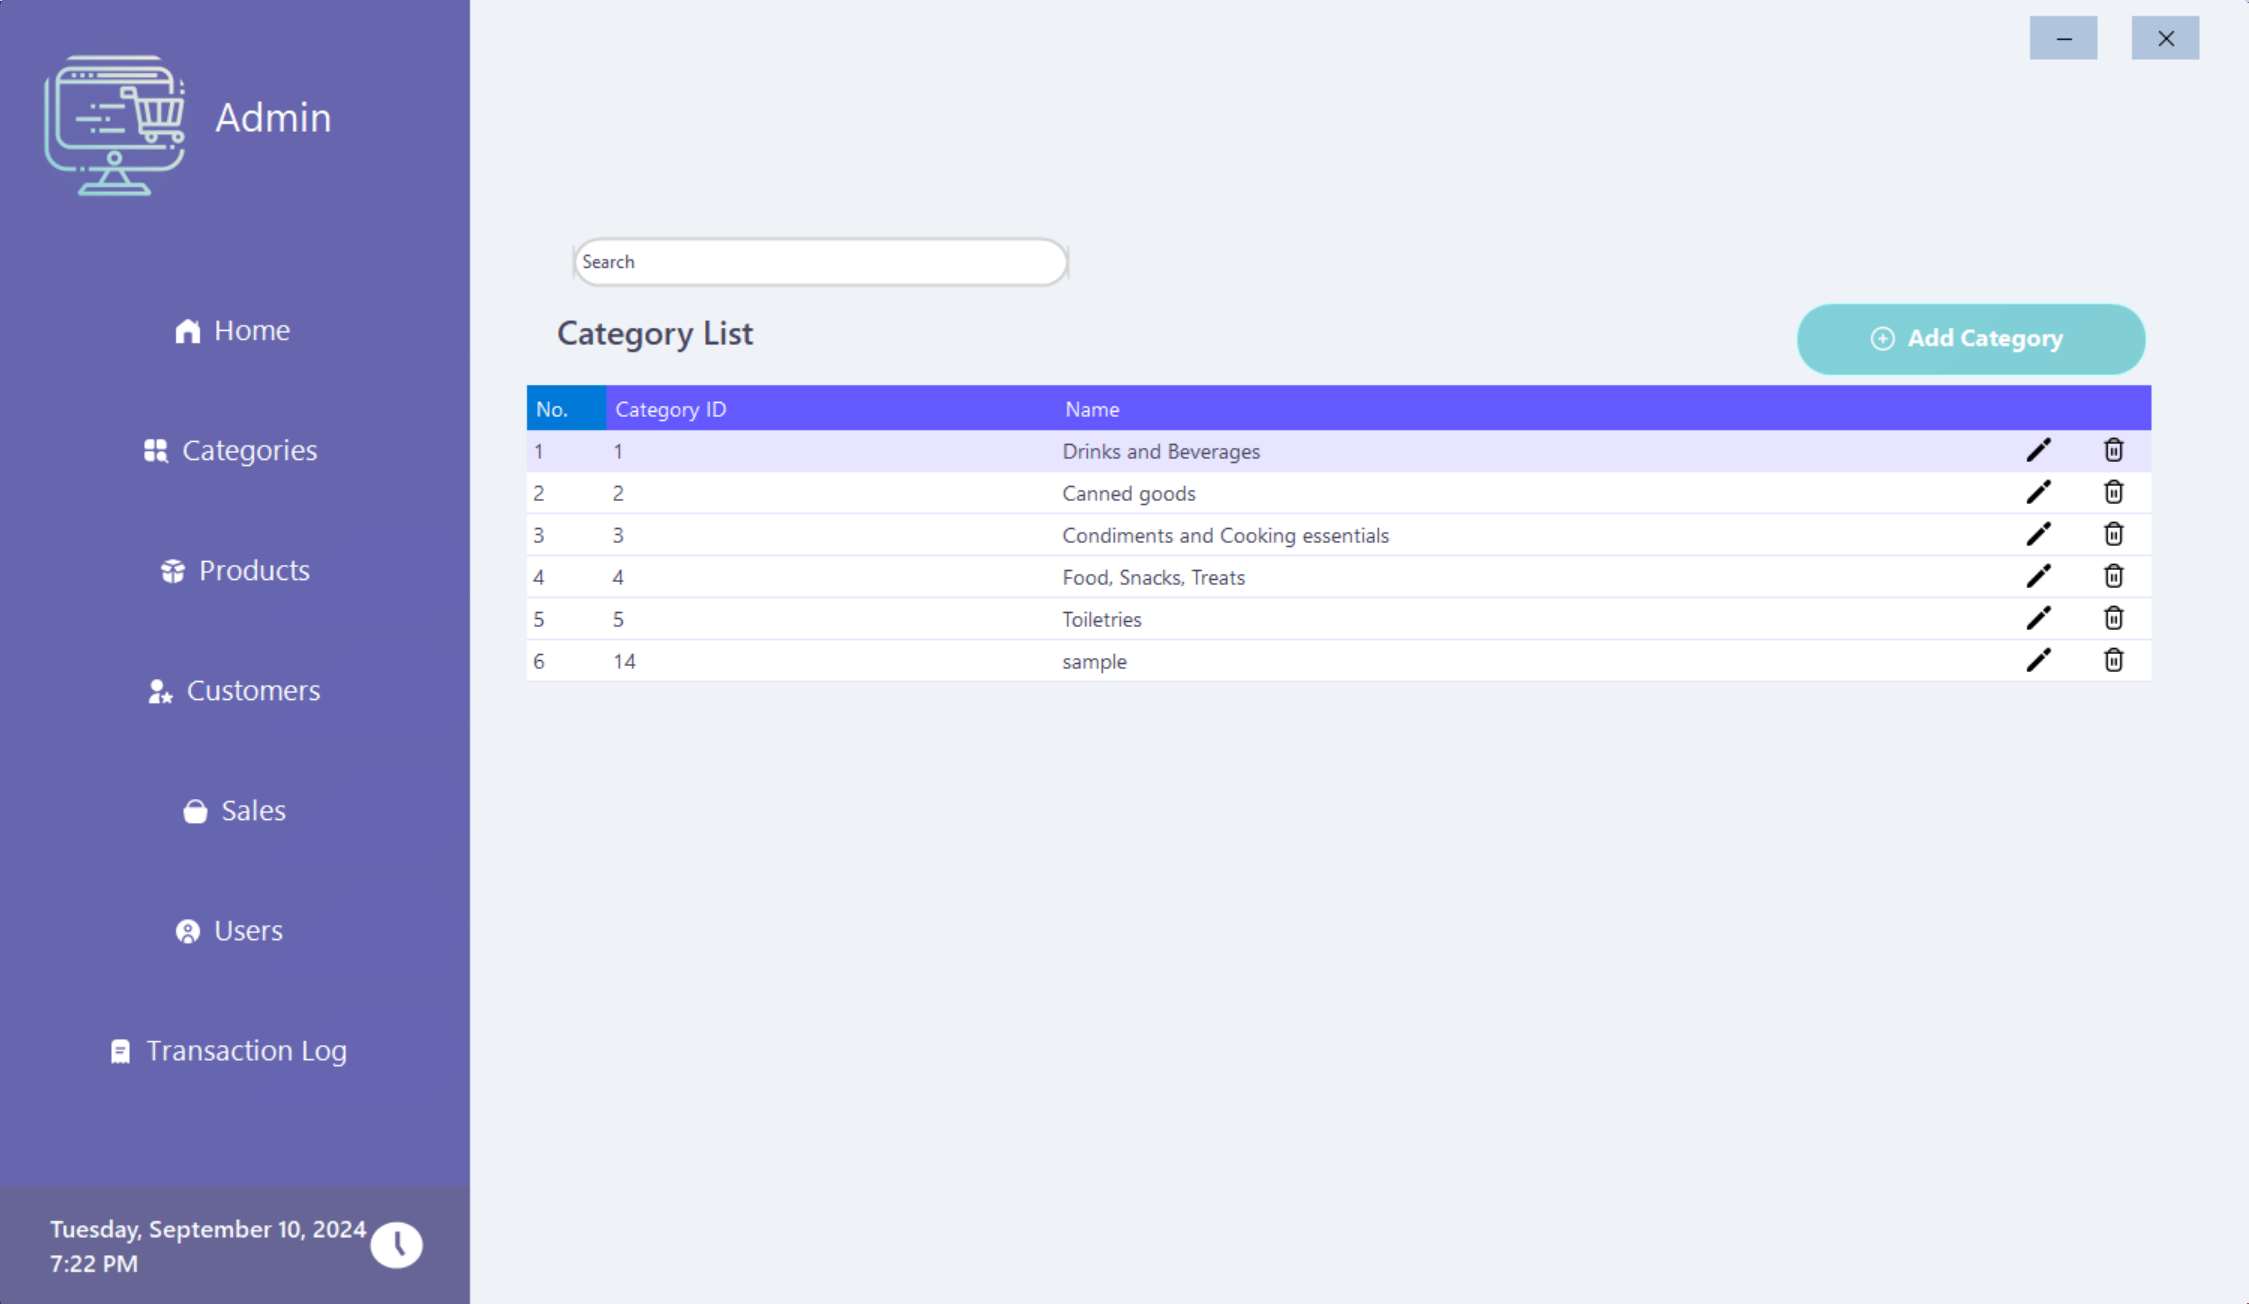 Admin
Home
Categories
Products
Customers
Sales
Users
Transaction Log
Tuesday, September 10, 2024
7:22 PM
Search
Category List
Add Category
No. Category ID Name
1 1 Drinks and Beverages
2 2 Canned goods
3 3 Condiments and Cooking essentials
4 4 Food, Snacks, Treats
5 5 Toiletries
6 14 sample